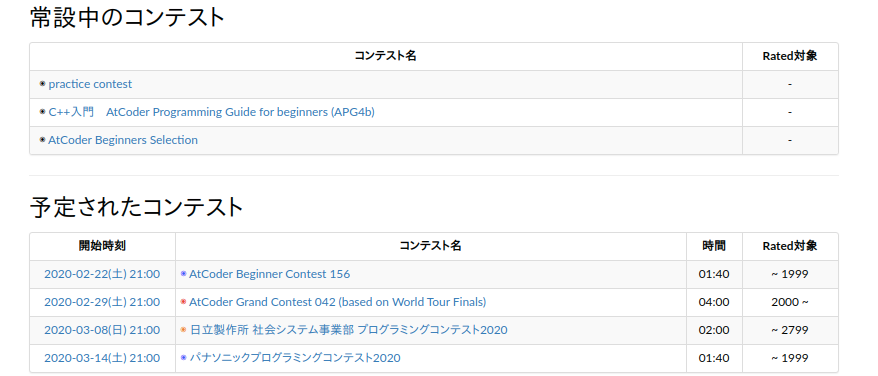 常設中のコンテスト
コンテスト名 Rated対象
◉ practice contest -
◉ C++入門　AtCoder Programming Guide for beginners (APG4b) -
◉ AtCoder Beginners Selection -
予定されたコンテスト
開始時刻 コンテスト名 時間 Rated対象
2020-02-22(土) 21:00 ◉ AtCoder Beginner Contest 156 01:40 ~ 1999
2020-02-29(土) 21:00 ◉ AtCoder Grand Contest 042 (based on World Tour Finals) 04:00 2000 ~
2020-03-08(日) 21:00 ◉ 日立製作所 社会システム事業部 プログラミングコンテスト2020 02:00 ~ 2799
2020-03-14(土) 21:00 ◉ パナソニックプログラミングコンテスト2020 01:40 ~ 1999